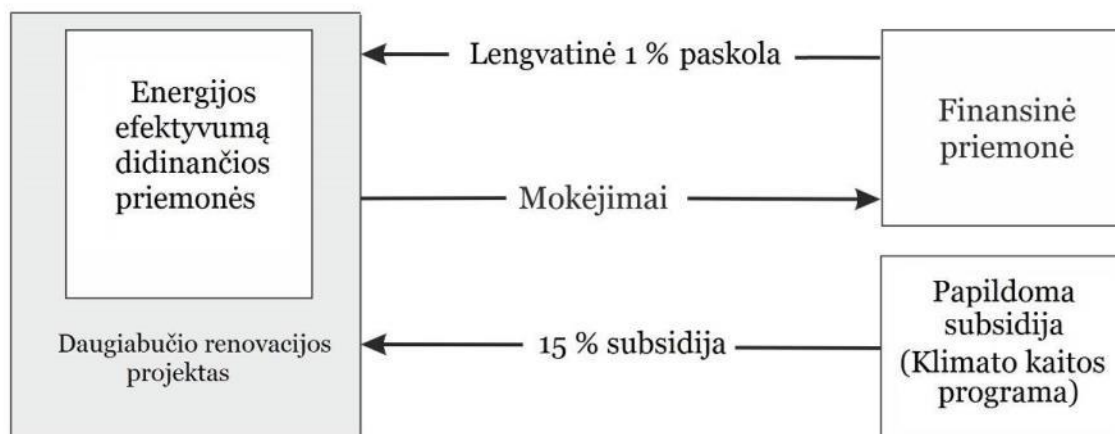 Energijos
efektyvumą
didinančios
priemonės
Daugiabučio renovacijos
projektas
Lengvatinė 1 % paskola
Mokėjimai
15 % subsidija
Finansinė
priemonė
Papildoma
subsidija
(Klimato kaitos
programa)